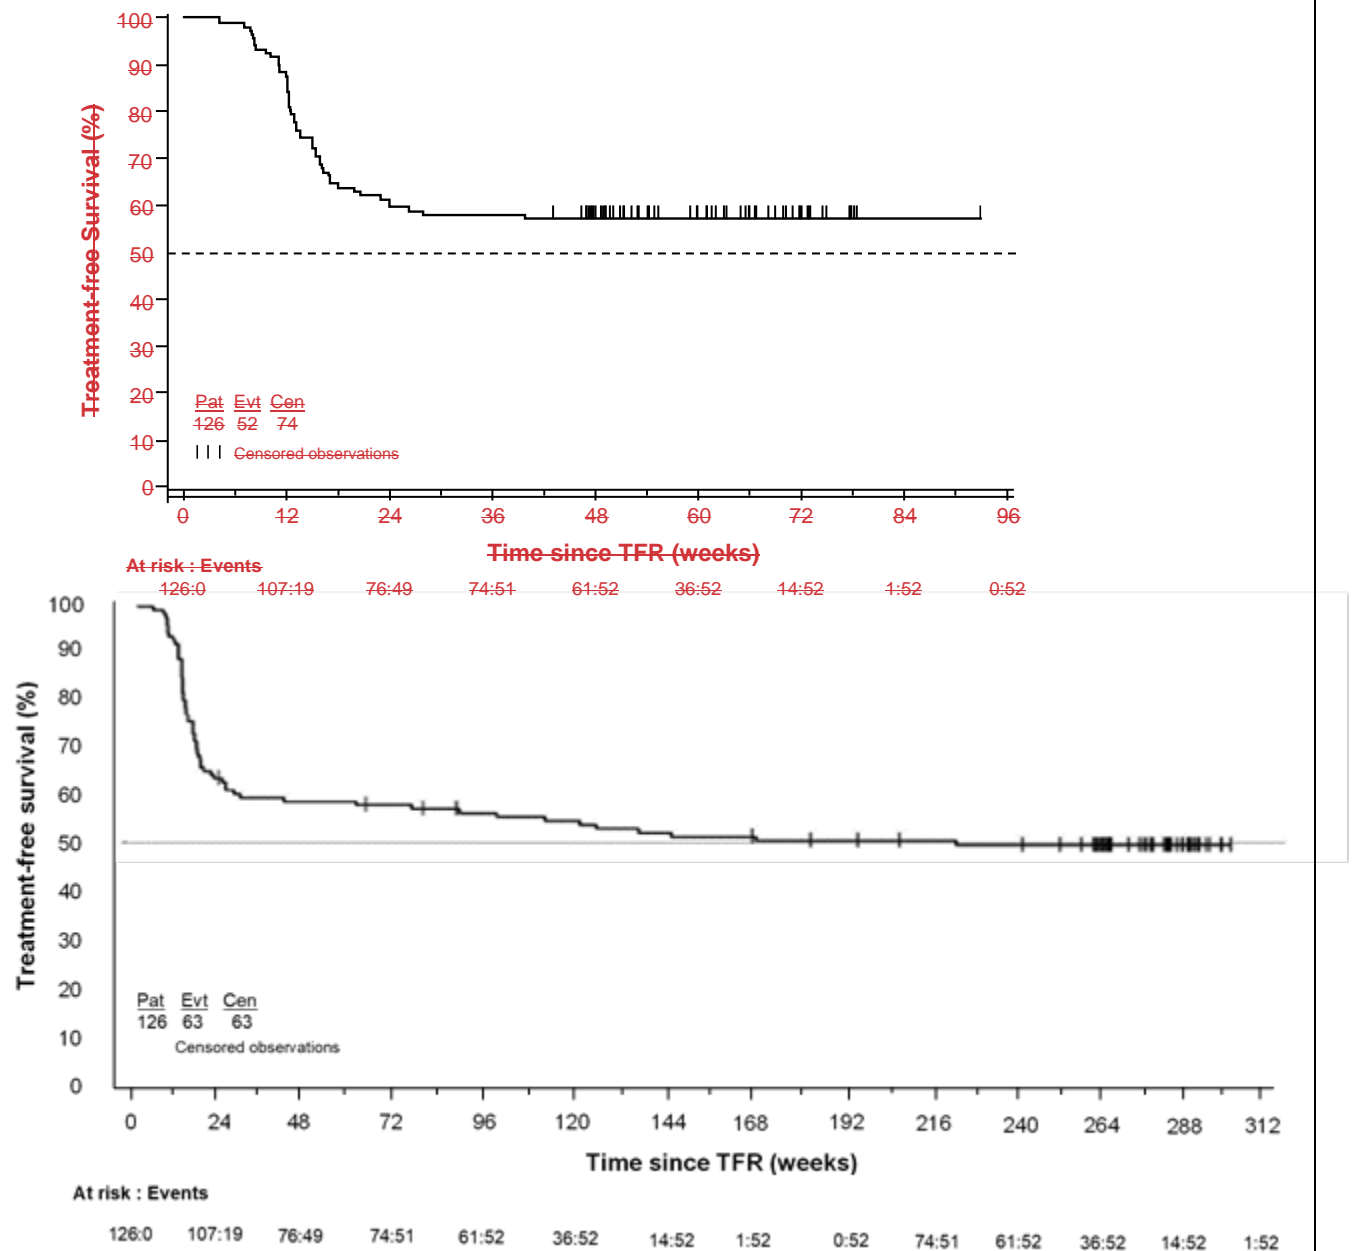 100
90
80
70
60
50
40
30
20
10
0
Treatment-free Survival (%)
Pat Evt Cen
126 52 74
Censored observations
0 12 24 36 48 60 72 84 96
Time since TFR (weeks)
At risk : Events
126:0 107:19 76:49 74:51 61:52 36:52 14:52 1:52 0:52
100
90
80
70
60
50
40
30
20
10
0
Treatment-free survival (%)
Pat Evt Cen
126 63 63
Censored observations
0 24 48 72 96 120 144 168 192 216 240 264 288 312
Time since TFR (weeks)
At risk : Events
126:0 107:19 76:49 74:51 61:52 36:52 14:52 1:52 0:52 74:51 61:52 36:52 14:52 1:52